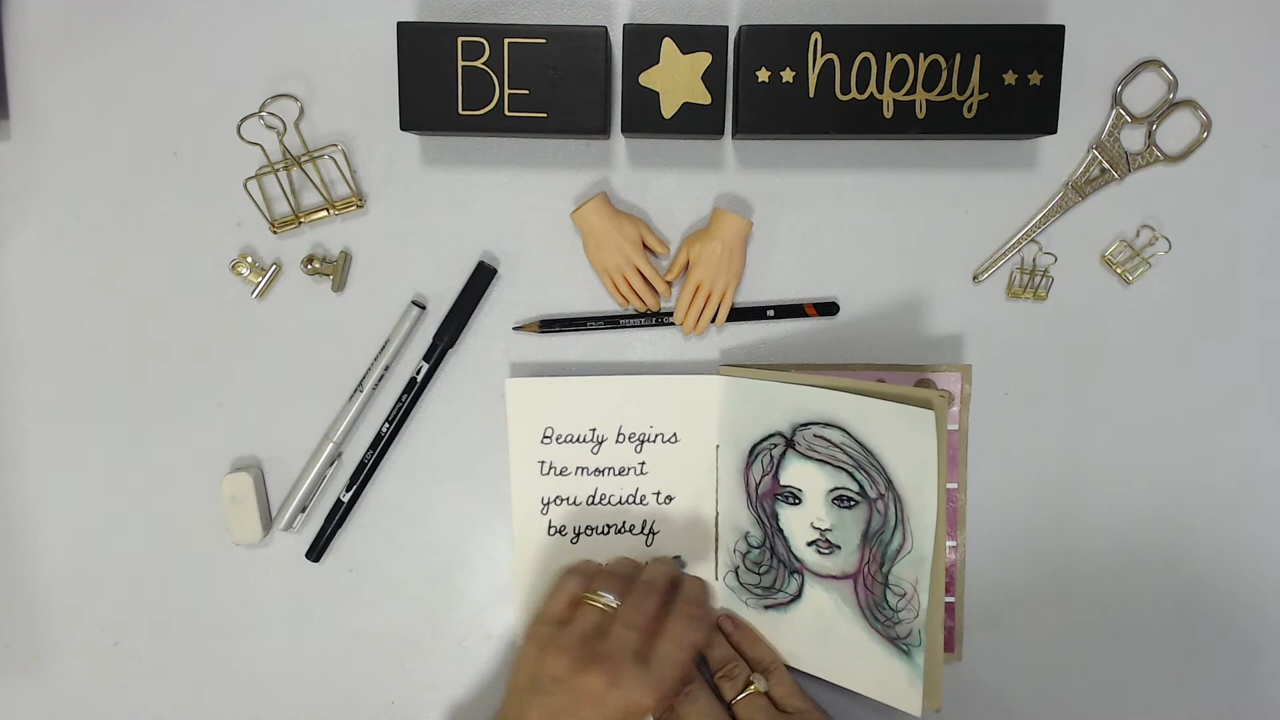 BE happy
Beauty begins
the moment
you decide to
be yourself